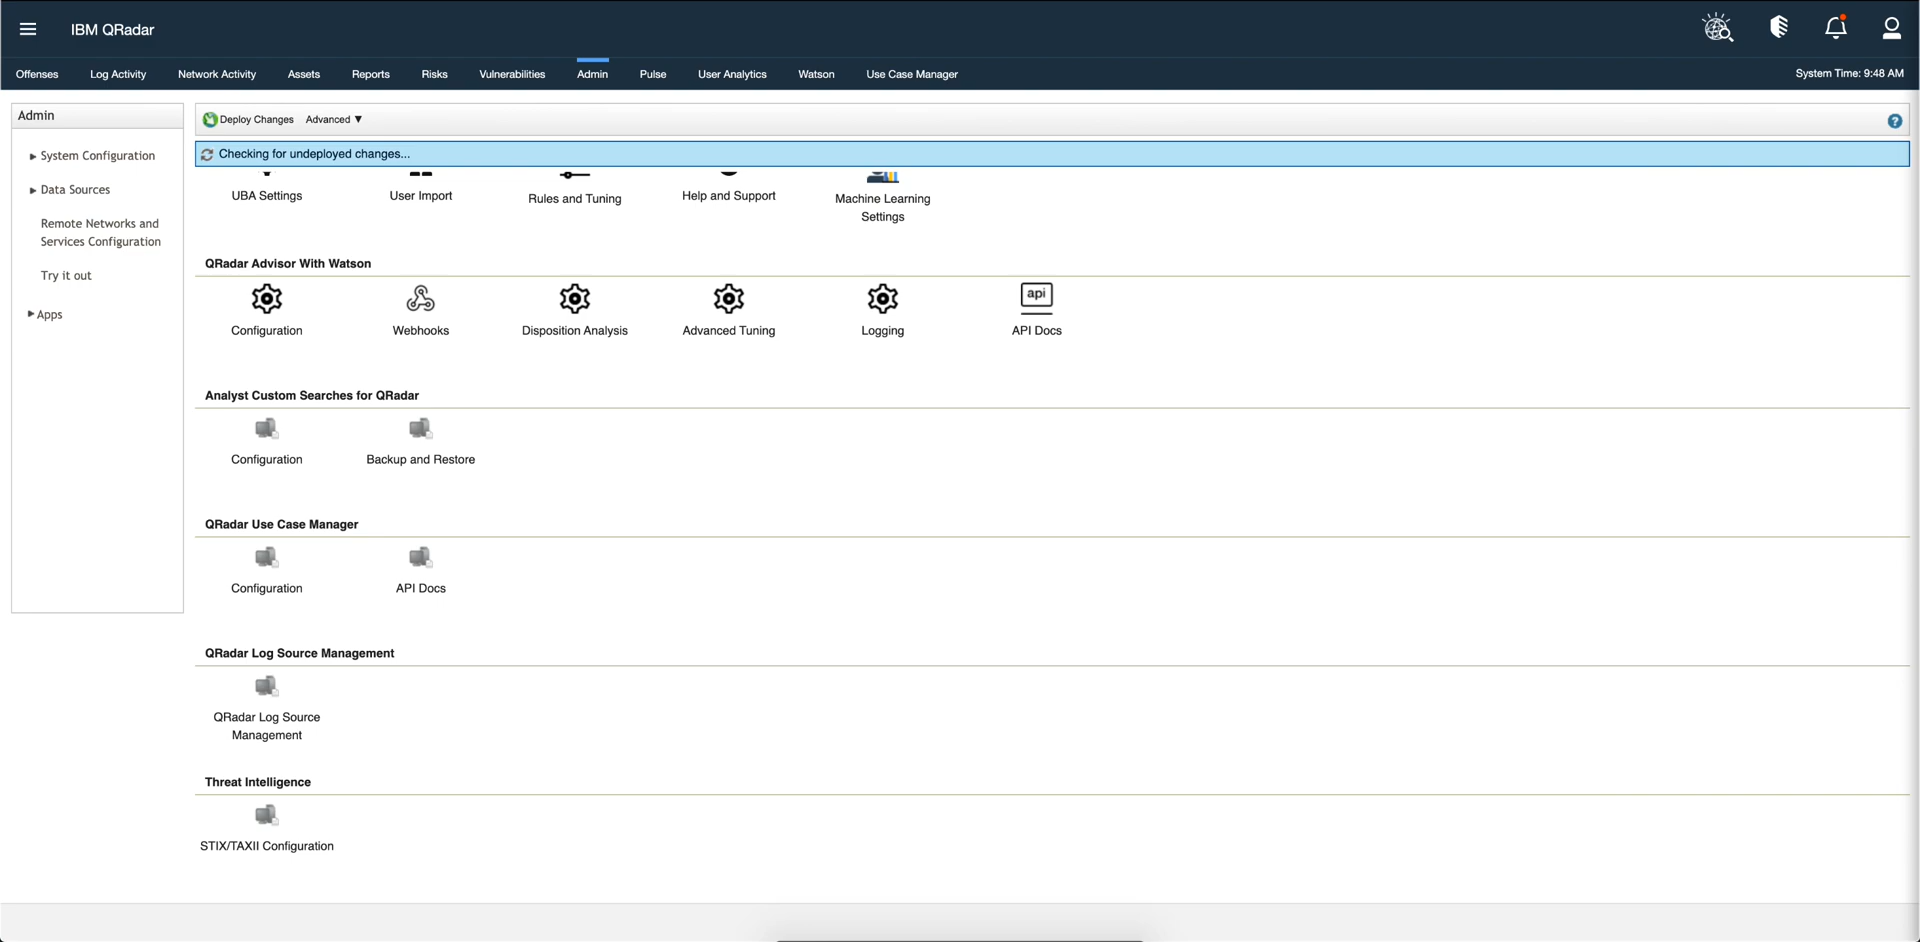 IBM QRadar
Offenses Log Activity Network Activity Assets Reports Risks Vulnerabilities Admin Pulse User Analytics Watson Use Case Manager System Time: 9:48 AM
Admin
System Configuration
Data Sources
Remote Networks and
Services Configuration
Try it out
Apps
Deploy Changes Advanced ▼ ?
Checking for undeployed changes...
UBA Settings User Import Rules and Tuning Help and Support Machine Learning
Settings
QRadar Advisor With Watson
api
Configuration Webhooks Disposition Analysis Advanced Tuning Logging API Docs
Analyst Custom Searches for QRadar
Configuration Backup and Restore
QRadar Use Case Manager
Configuration API Docs
QRadar Log Source Management
QRadar Log Source
Management
Threat Intelligence
STIX/TAXII Configuration